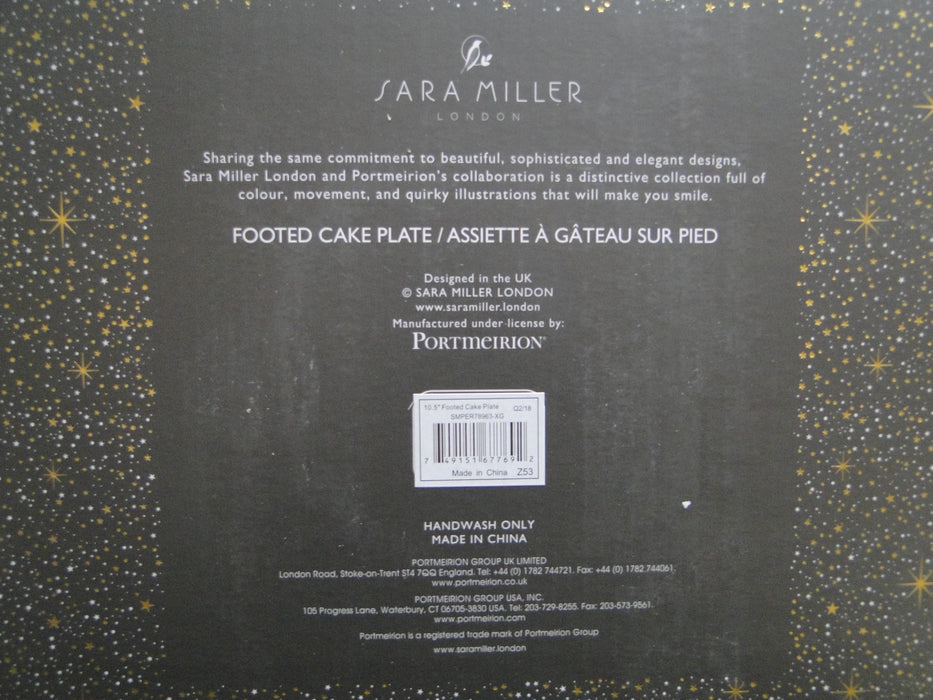 SARA MILLER
LONDON
Sharing the same commitment to beautiful, sophisticated and elegant designs,
Sara Miller London and Portmeirion's collaboration is a distinctive collection full of
colour, movement, and quirky illustrations that will make you smile.
FOOTED CAKE PLATE / ASSIETTE À GÂTEAU SUR PIED
Designed in the UK
© SARA MILLER LONDON
www.saramiller.london
Manufactured under license by:
PORTMEIRION®
10.5" Footed Cake Plate Q2/18
SMPER78963-XG
7 49151 67769 2
Made in China Z53
HANDWASH ONLY
MADE IN CHINA
PORTMEIRION GROUP UK LIMITED
London Road, Stoke-on-Trent ST4 7QQ England. Tel: +44 (0) 1782 744721. Fax: +44 (0) 1782 744061.
www.portmeirion.co.uk
PORTMEIRION GROUP USA, INC.
105 Progress Lane, Waterbury, CT 06705-3830 USA. Tel: 203-729-8255. Fax: 203-573-9561.
www.portmeirion.com
Portmeirion is a registered trade mark of Portmeirion Group
www.saramiller.london